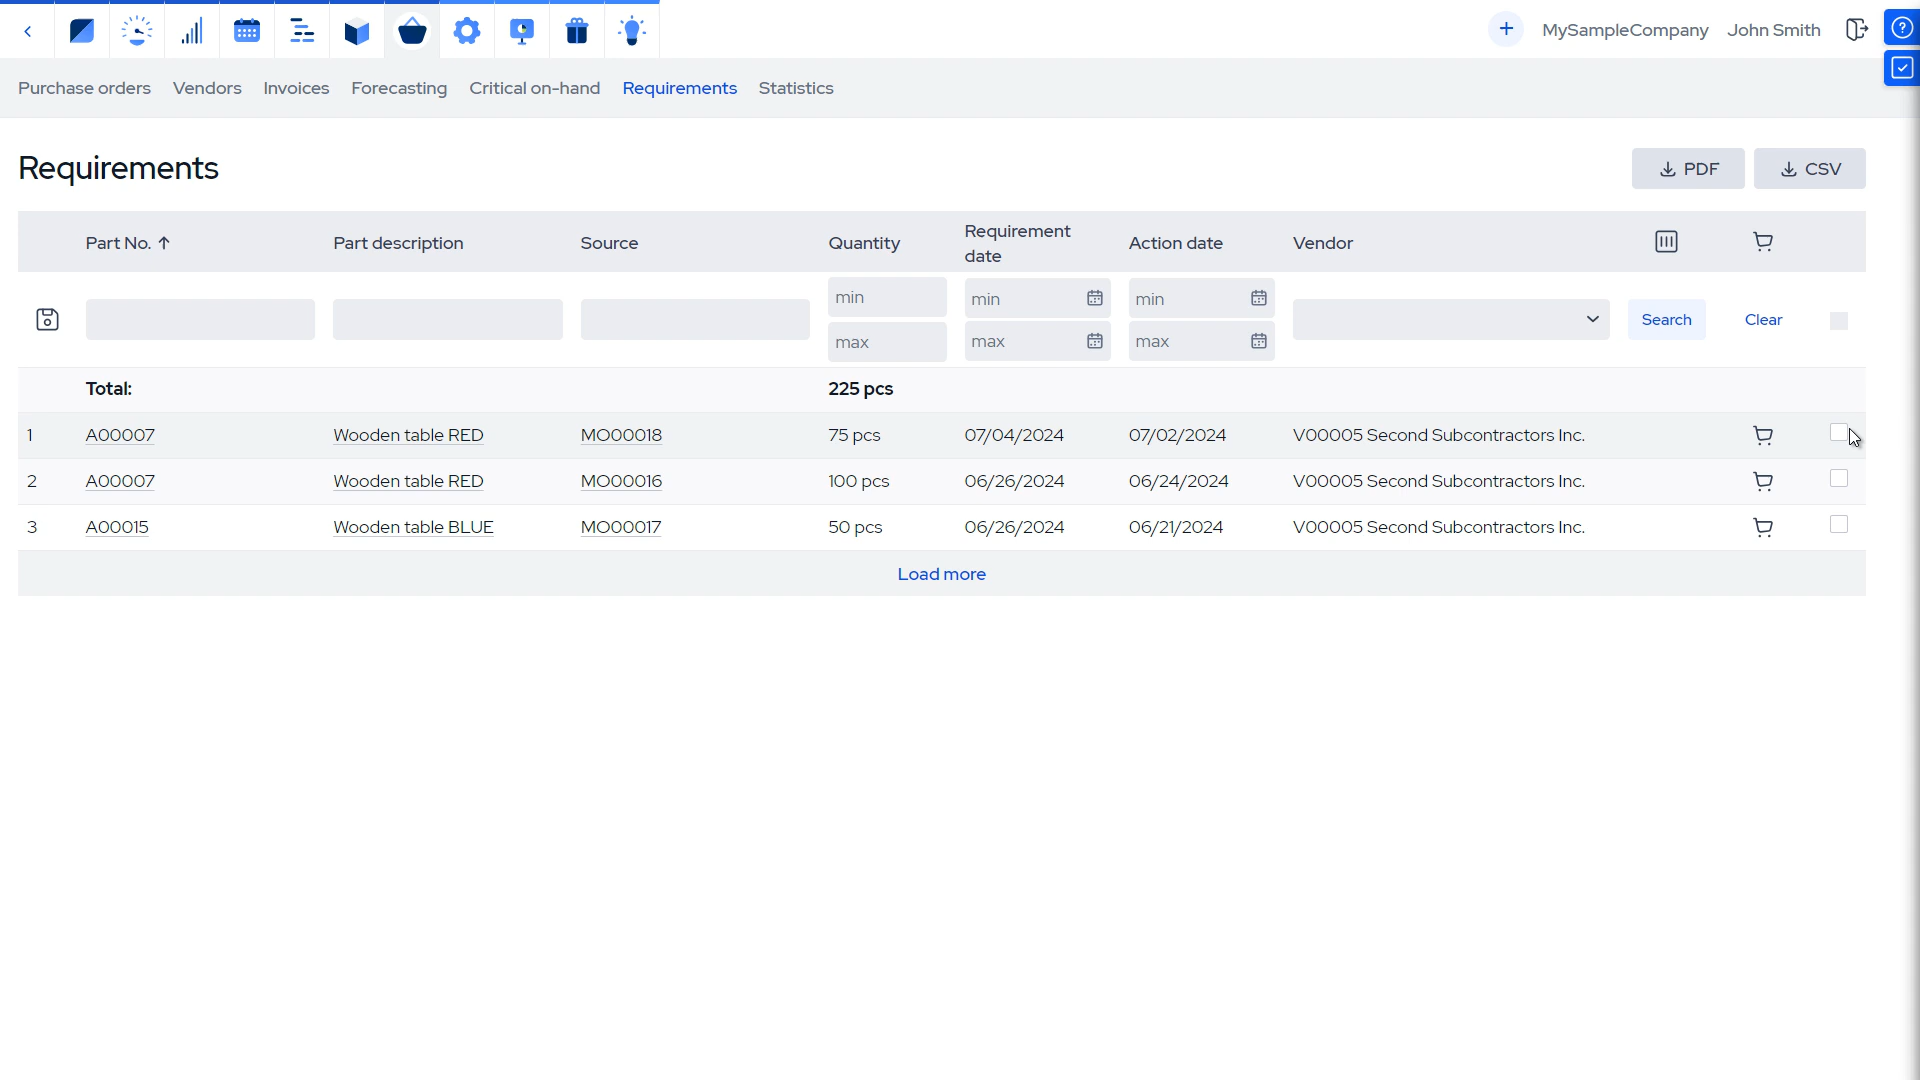 MySampleCompany John Smith
Purchase orders Vendors Invoices Forecasting Critical on-hand Requirements Statistics
Requirements
PDF CSV
Part No. Part description Source Quantity Requirement date Action date Vendor
min min min
Search Clear
max max max
Total: 225 pcs
1 A00007 Wooden table RED MO00018 75 pcs 07/04/2024 07/02/2024 V00005 Second Subcontractors Inc.
2 A00007 Wooden table RED MO00016 100 pcs 06/26/2024 06/24/2024 V00005 Second Subcontractors Inc.
3 A00015 Wooden table BLUE MO00017 50 pcs 06/26/2024 06/21/2024 V00005 Second Subcontractors Inc.
Load more